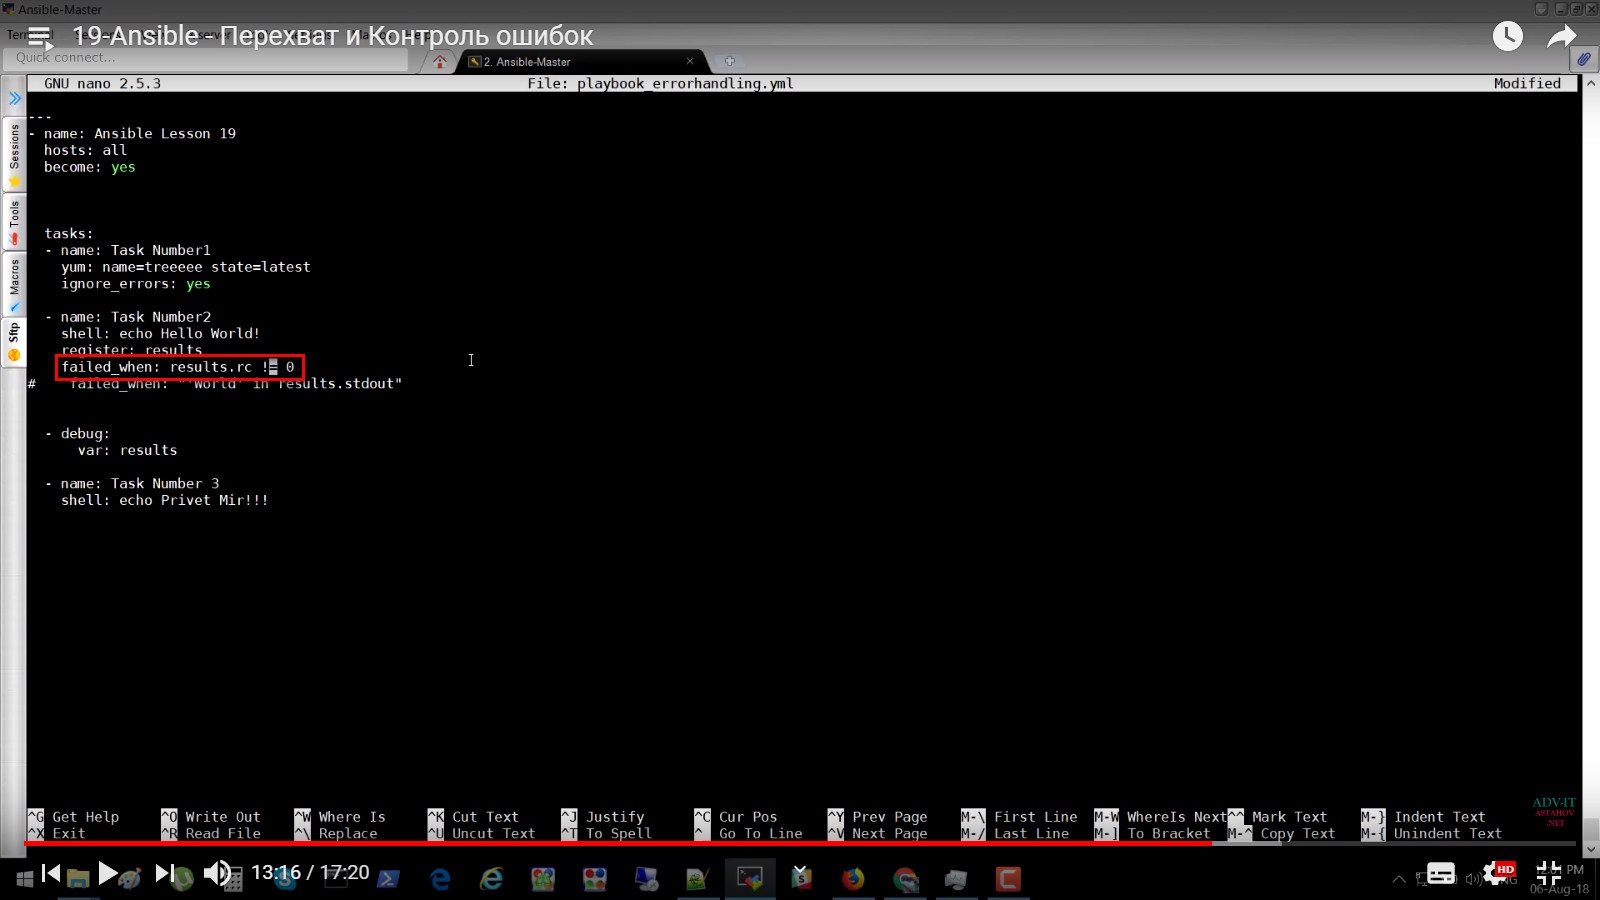 Ansible-Master
19-Ansible - Перехват и Контроль ошибок
Quick connect...
2. Ansible-Master
GNU nano 2.5.3 File: playbook_errorhandling.yml Modified
---
- name: Ansible Lesson 19
hosts: all
become: yes
tasks:
- name: Task Number1
yum: name=treeeee state=latest
ignore_errors: yes
- name: Task Number2
shell: echo Hello World!
register: results
failed_when: results.rc != 0
# failed_when: "'World' in results.stdout"
- debug:
var: results
- name: Task Number 3
shell: echo Privet Mir!!!
Sessions
Tools
Macros
Sftp
^G Get Help ^O Write Out ^W Where Is ^K Cut Text ^J Justify ^C Cur Pos ^Y Prev Page M-\ First Line M-W WhereIs Next ^^ Mark Text M-} Indent Text
^X Exit ^R Read File ^\ Replace ^U Uncut Text ^T To Spell ^_ Go To Line ^V Next Page M-/ Last Line M-] To Bracket M-^ Copy Text M-{ Unindent Text
ADV-IT
ASTAHOV
.NET
13:16 / 17:20
HD
06-Aug-18